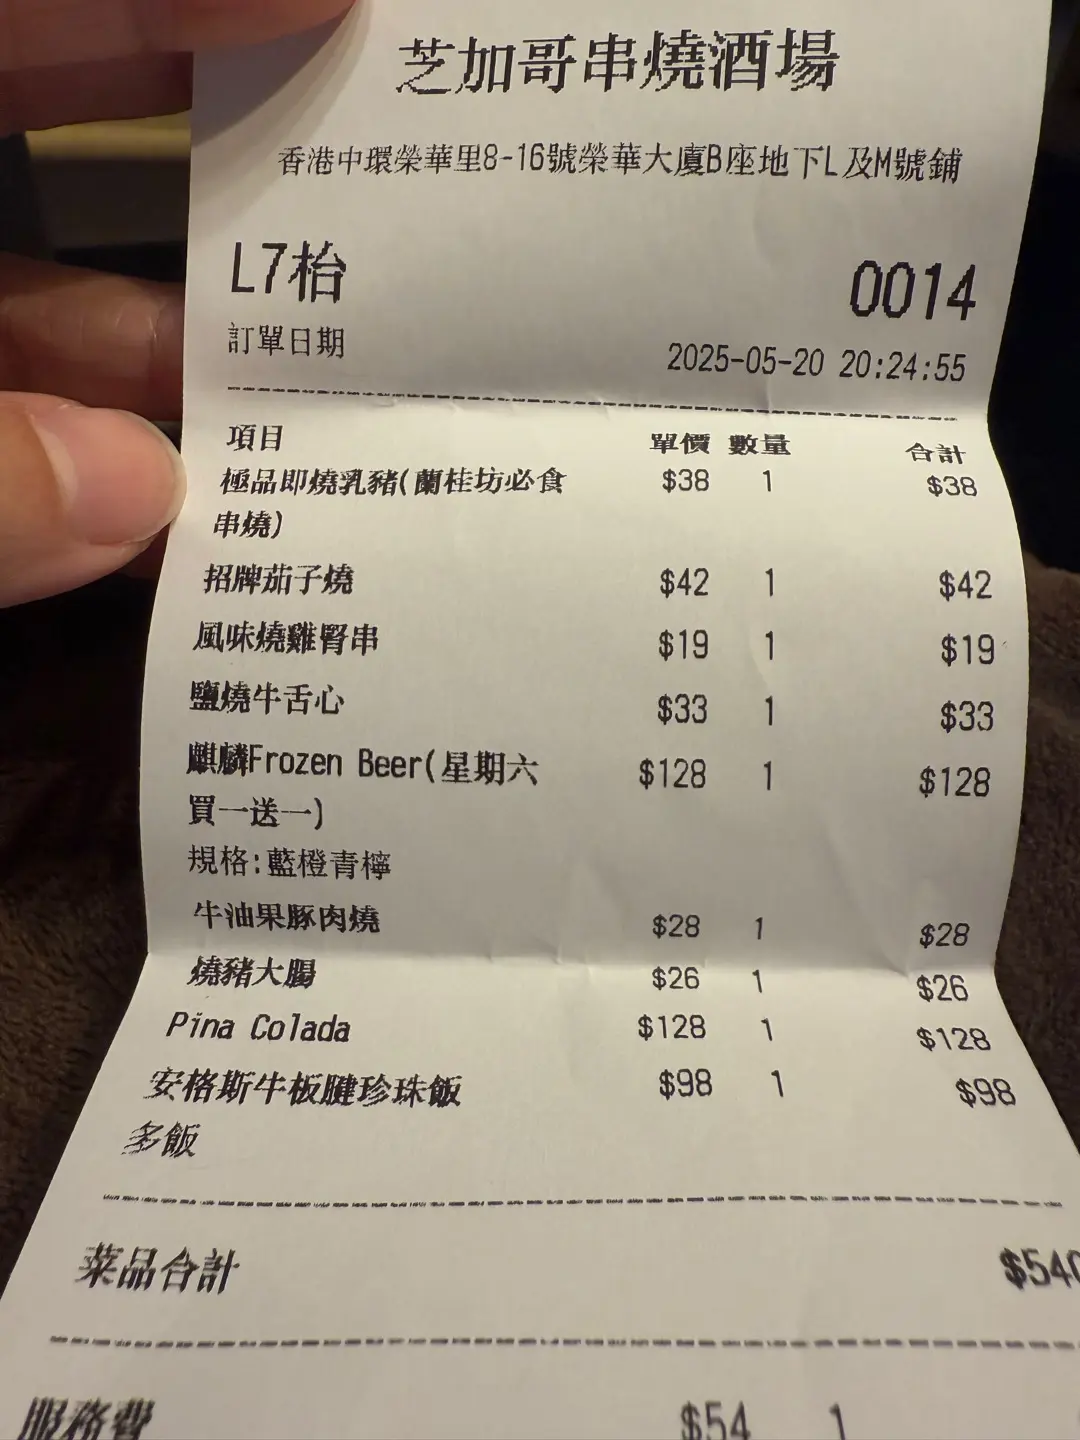 芝加哥串燒酒場
香港中環榮華里8-16號榮華大廈B座地下L及M號鋪
L7枱 0014
訂單日期 2025-05-20 20:24:55
項目 單價 數量 合計
極品即燒乳豬(蘭桂坊必食 $38 1 $38
串燒)
招牌茄子燒 $42 1 $42
風味燒雞腎串 $19 1 $19
鹽燒牛舌心 $33 1 $33
麒麟Frozen Beer(星期六 $128 1 $128
買一送一)
規格:藍橙青檸
牛油果豚肉燒 $28 1 $28
燒豬大腸 $26 1 $26
Pina Colada $128 1 $128
安格斯牛板腱珍珠飯 $98 1 $98
多飯
菜品合計 $540
服務費 $54 1